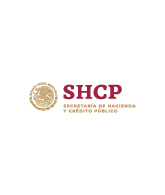 SHCP
SECRETARÍA DE HACIENDA
Y CRÉDITO PÚBLICO